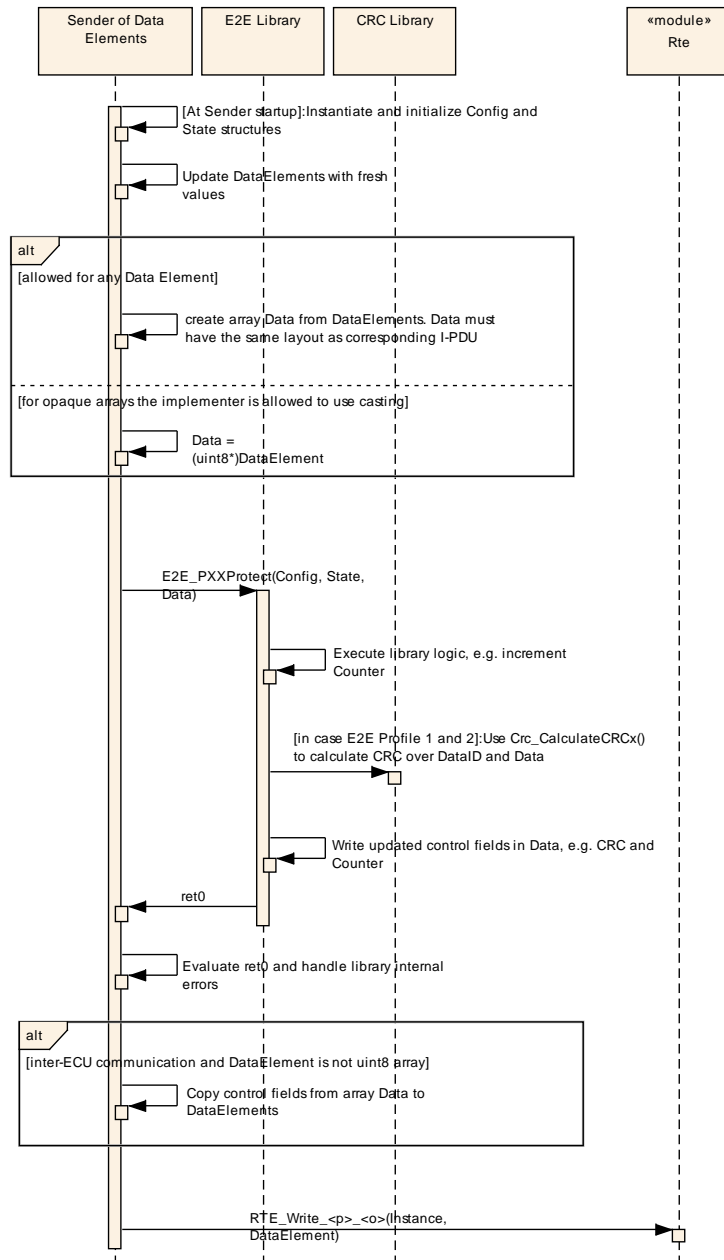 Sender of Data
Elements
E2E Library
CRC Library
«module»
Rte
[At Sender startup]:Instantiate and initialize Config and
State structures
Update DataElements with fresh
values
alt
[allowed for any Data Element]
create array Data from DataElements. Data must
have the same layout as corresponding I-PDU
[for opaque arrays the implementer is allowed to use casting]
Data =
(uint8*)DataElement
E2E_PXXProtect(Config, State,
Data)
Execute library logic, e.g. increment
Counter
[in case E2E Profile 1 and 2]:Use Crc_CalculateCRCx()
to calculate CRC over DataID and Data
Write updated control fields in Data, e.g. CRC and
Counter
ret0
Evaluate ret0 and handle library internal
errors
alt
[inter-ECU communication and DataElement is not uint8 array]
Copy control fields from array Data to
DataElements
RTE_Write_<p>_<o>(Instance,
DataElement)